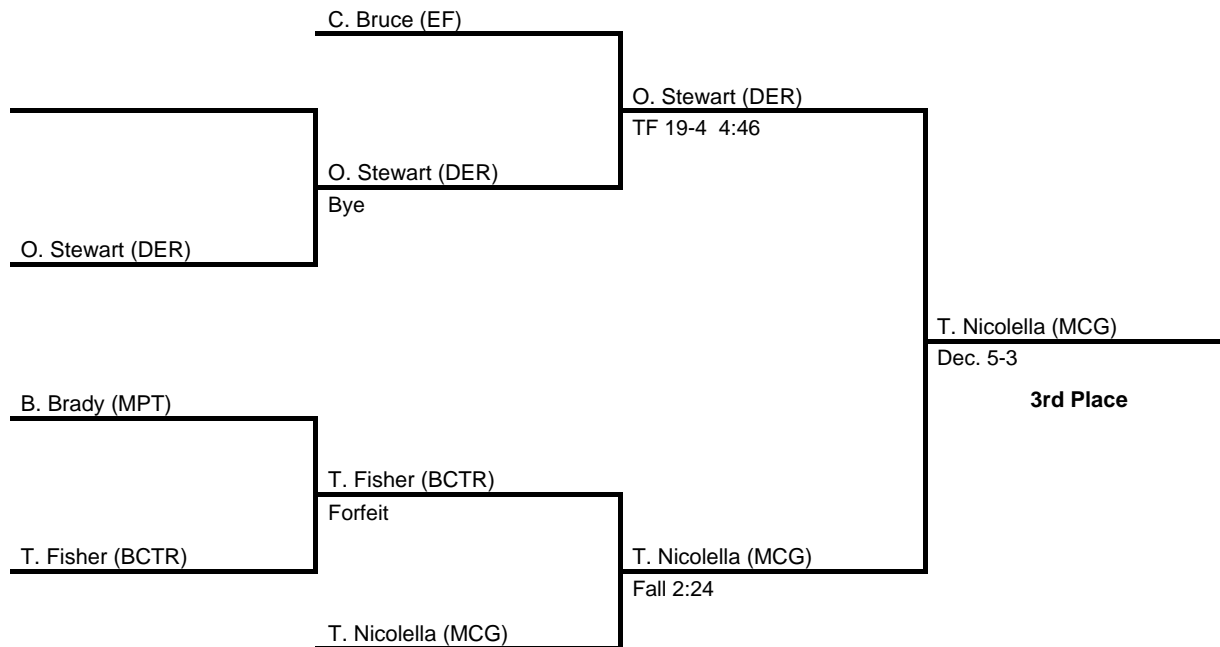 C. Bruce (EF)
O. Stewart (DER)
TF 19-4 4:46
O. Stewart (DER)
Bye
O. Stewart (DER)
T. Nicolella (MCG)
Dec. 5-3
3rd Place
B. Brady (MPT)
T. Fisher (BCTR)
Forfeit
T. Fisher (BCTR)
T. Nicolella (MCG)
Fall 2:24
T. Nicolella (MCG)